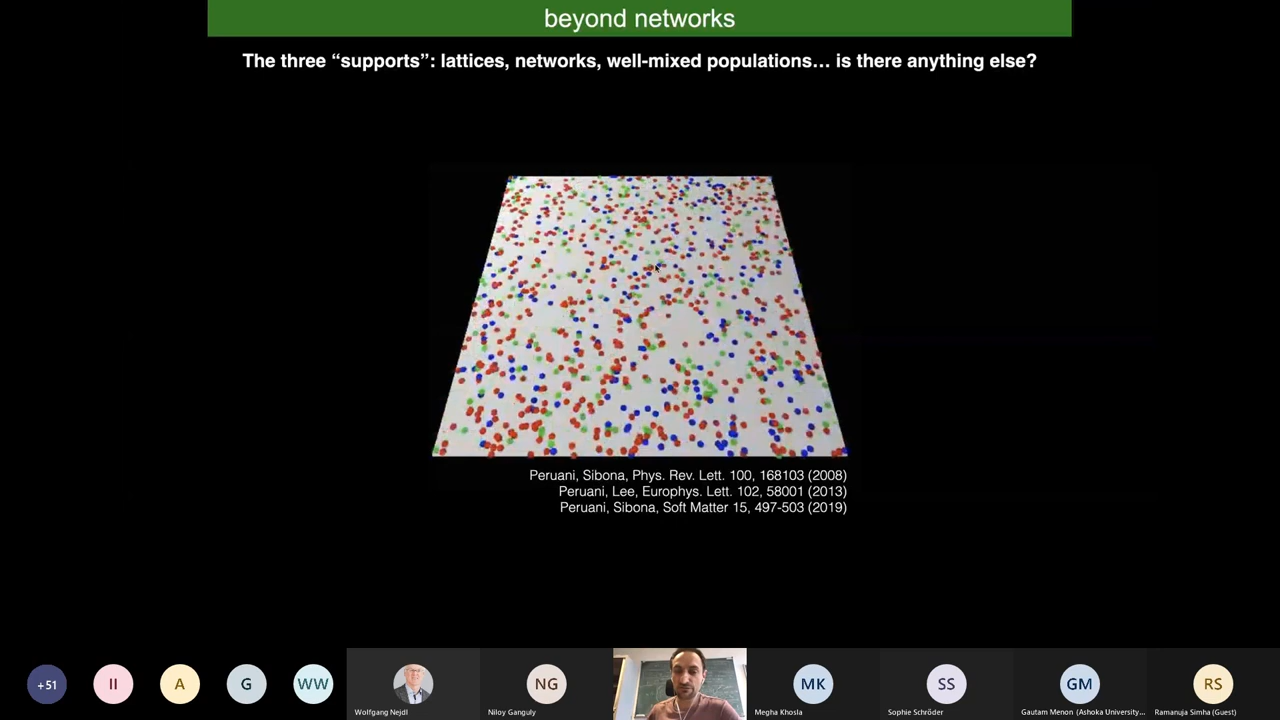 beyond networks
The three “supports”: lattices, networks, well-mixed populations… is there anything else?
Peruani, Sibona, Phys. Rev. Lett. 100, 168103 (2008)
Peruani, Lee, Europhys. Lett. 102, 58001 (2013)
Peruani, Sibona, Soft Matter 15, 497-503 (2019)
+51
II
A
G
WW
NG
MK
SS
GM
RS
Wolfgang Nejdl
Niloy Ganguly
Megha Khosla
Sophie Schröder
Gautam Menon (Ashoka University...
Ramanuja Simha (Guest)